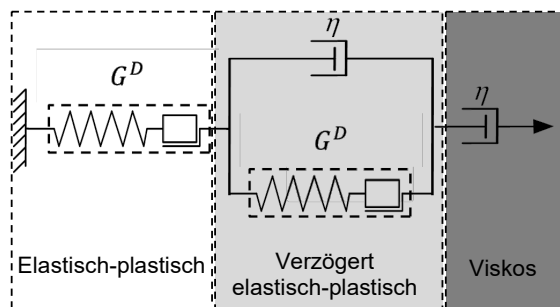 η
G^D
η
G^D
Elastisch-plastisch
Verzögert
elastisch-plastisch
Viskos